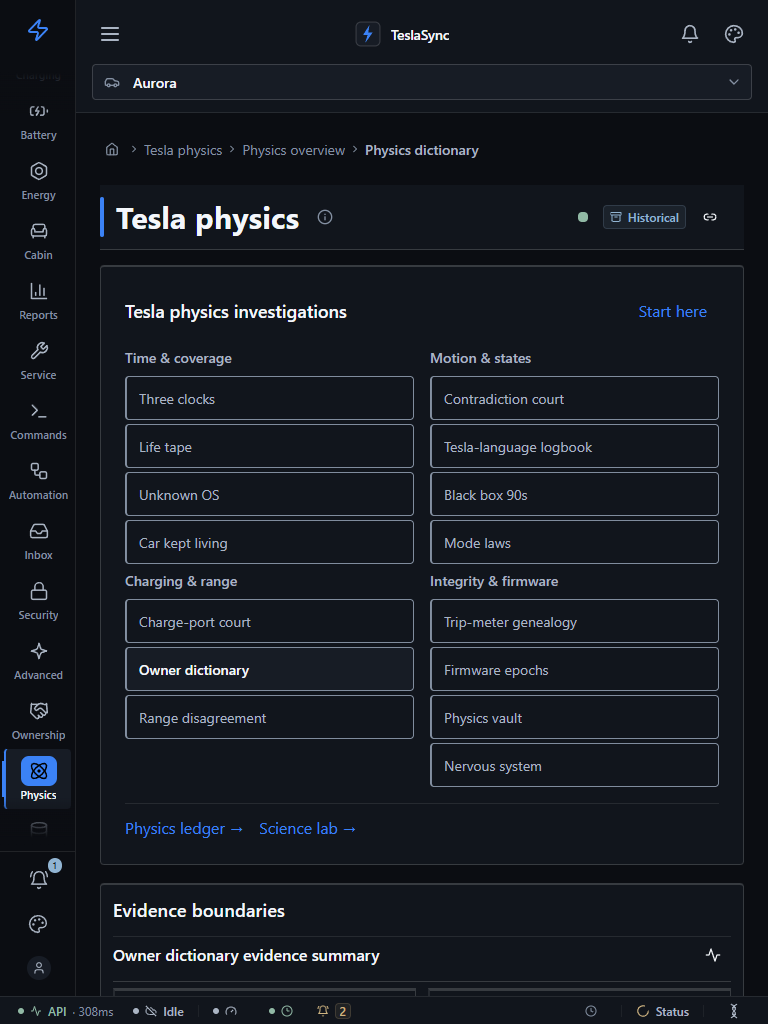 TeslaSync
Aurora
Charging
Battery
Energy
Cabin
Reports
Service
Commands
Automation
Inbox
Security
Advanced
Ownership
Physics
1
Tesla physics > Physics overview > Physics dictionary
Tesla physics
Historical
Tesla physics investigations
Start here
Time & coverage
Three clocks
Life tape
Unknown OS
Car kept living
Motion & states
Contradiction court
Tesla-language logbook
Black box 90s
Mode laws
Charging & range
Charge-port court
Owner dictionary
Range disagreement
Integrity & firmware
Trip-meter genealogy
Firmware epochs
Physics vault
Nervous system
Physics ledger →
Science lab →
Evidence boundaries
Owner dictionary evidence summary
API · 308ms
Idle
2
Status